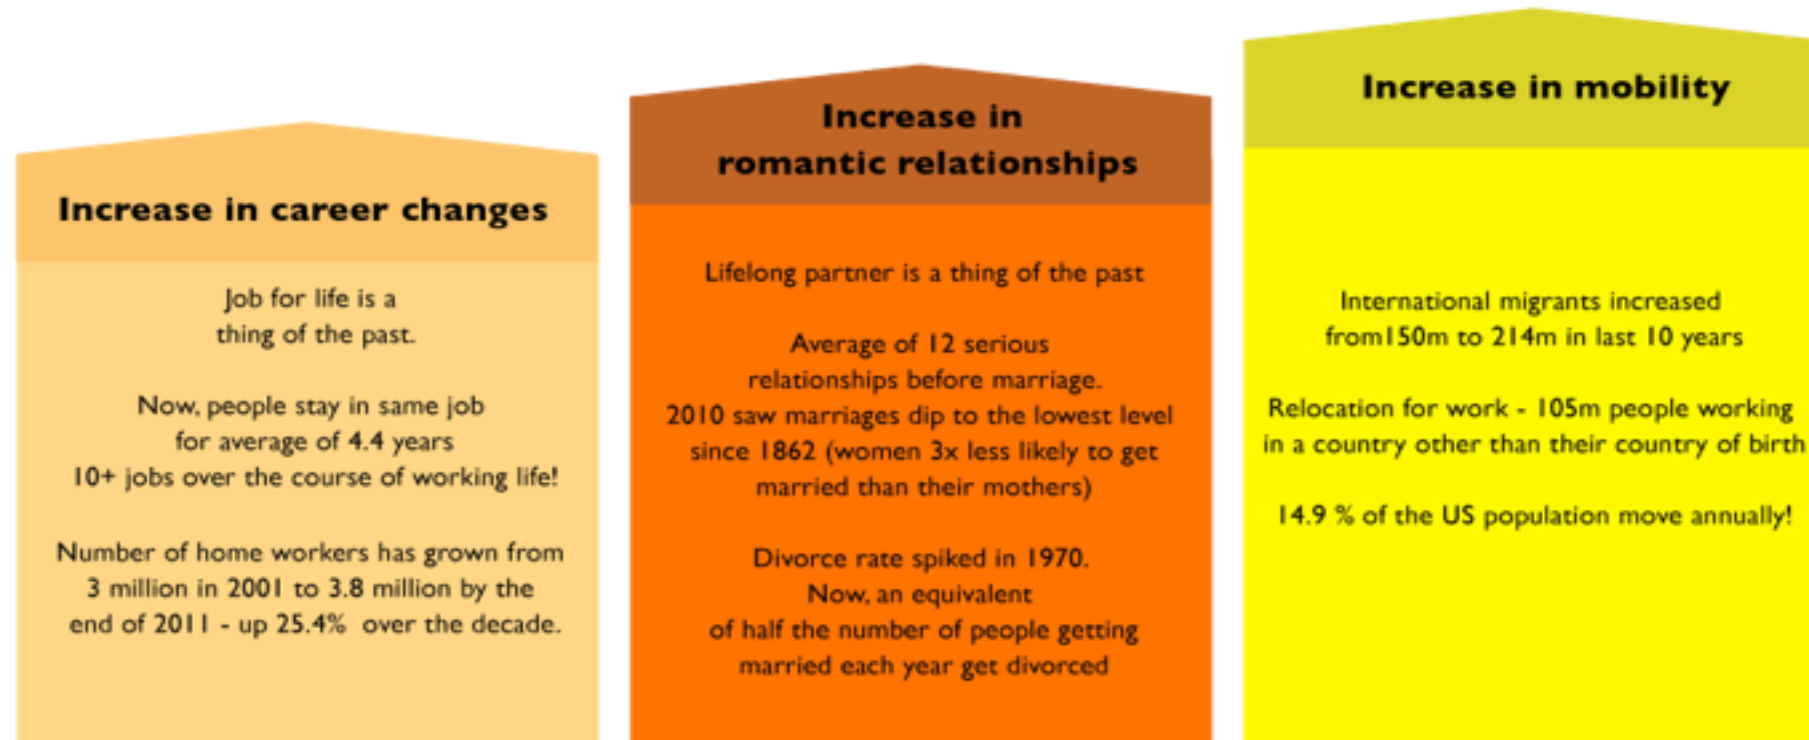 Increase in career changes
Job for life is a
thing of the past.
Now, people stay in same job
for average of 4.4 years
10+ jobs over the course of working life!
Number of home workers has grown from
3 million in 2001 to 3.8 million by the
end of 2011 - up 25.4% over the decade.
Increase in
romantic relationships
Lifelong partner is a thing of the past
Average of 12 serious
relationships before marriage.
2010 saw marriages dip to the lowest level
since 1862 (women 3x less likely to get
married than their mothers)
Divorce rate spiked in 1970.
Now, an equivalent
of half the number of people getting
married each year get divorced
Increase in mobility
International migrants increased
from150m to 214m in last 10 years
Relocation for work - 105m people working
in a country other than their country of birth
14.9 % of the US population move annually!